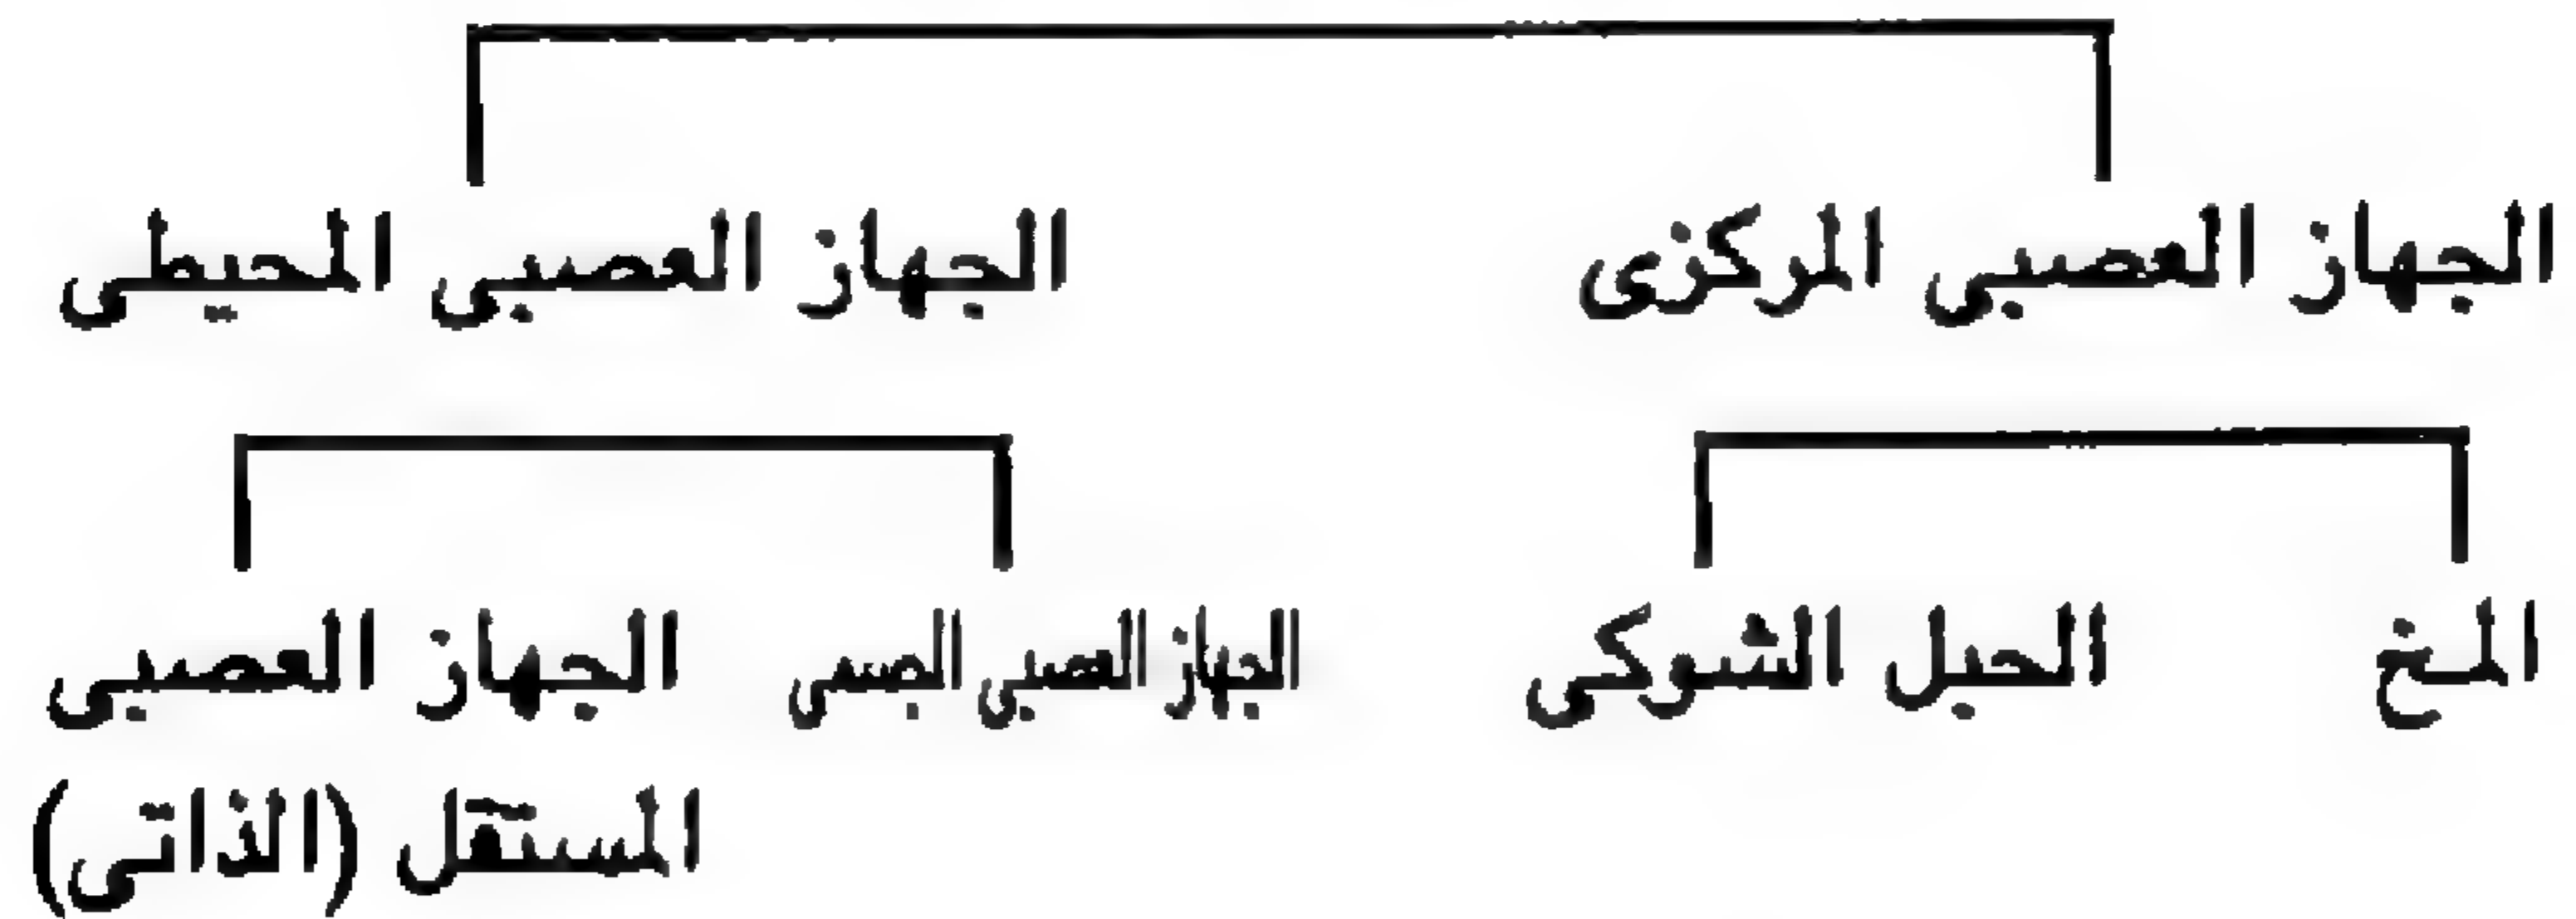 الجهاز العصبى المركزى
الجهاز العصبى المحيطى
المخ
الحبل الشوكى
الجهاز العصبى الجسمى
الجهاز العصبى
المستقل (الذاتى)